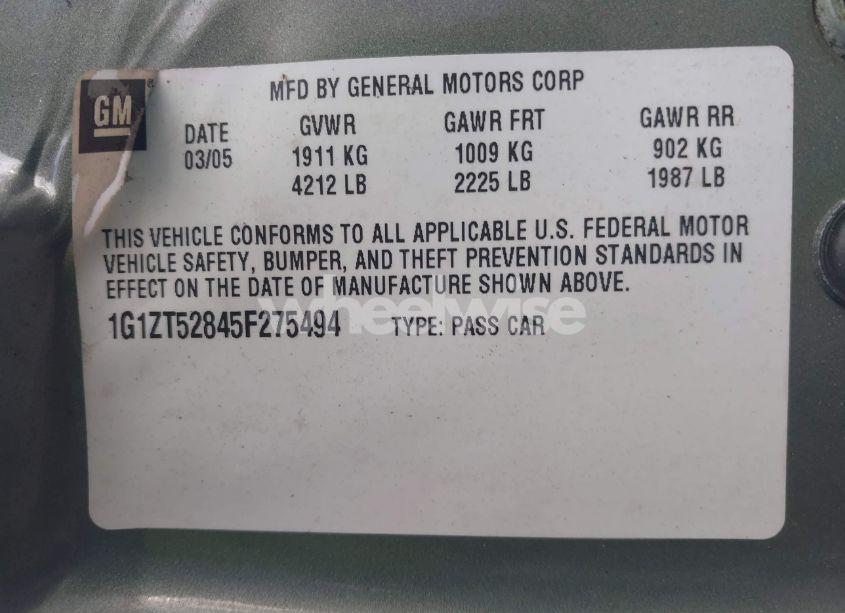 MFD BY GENERAL MOTORS CORP
GM
DATE GVWR GAWR FRT GAWR RR
03/05 1911 KG 1009 KG 902 KG
4212 LB 2225 LB 1987 LB
THIS VEHICLE CONFORMS TO ALL APPLICABLE U.S. FEDERAL MOTOR
VEHICLE SAFETY, BUMPER, AND THEFT PREVENTION STANDARDS IN
EFFECT ON THE DATE OF MANUFACTURE SHOWN ABOVE.
wheelwise
1G1ZT52845F275494 TYPE: PASS CAR